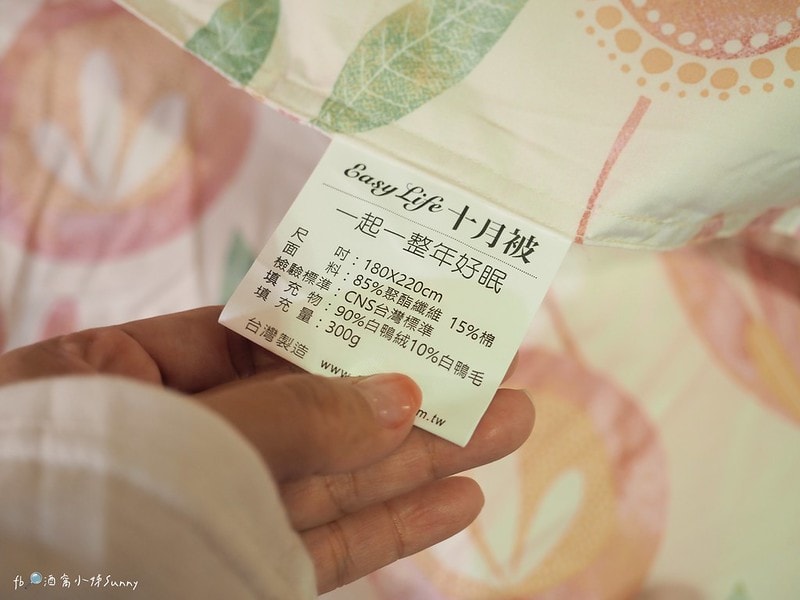 Easy Life 十月被
一起一整年好眠
尺吋：180X220cm
面料：85%聚酯纖維 15%棉
檢驗標準：CNS台灣標準
填充物：90%白鴨絨10%白鴨毛
填充量：300g
台灣製造
www. m.tw
fb 酒窩小姊Sunny